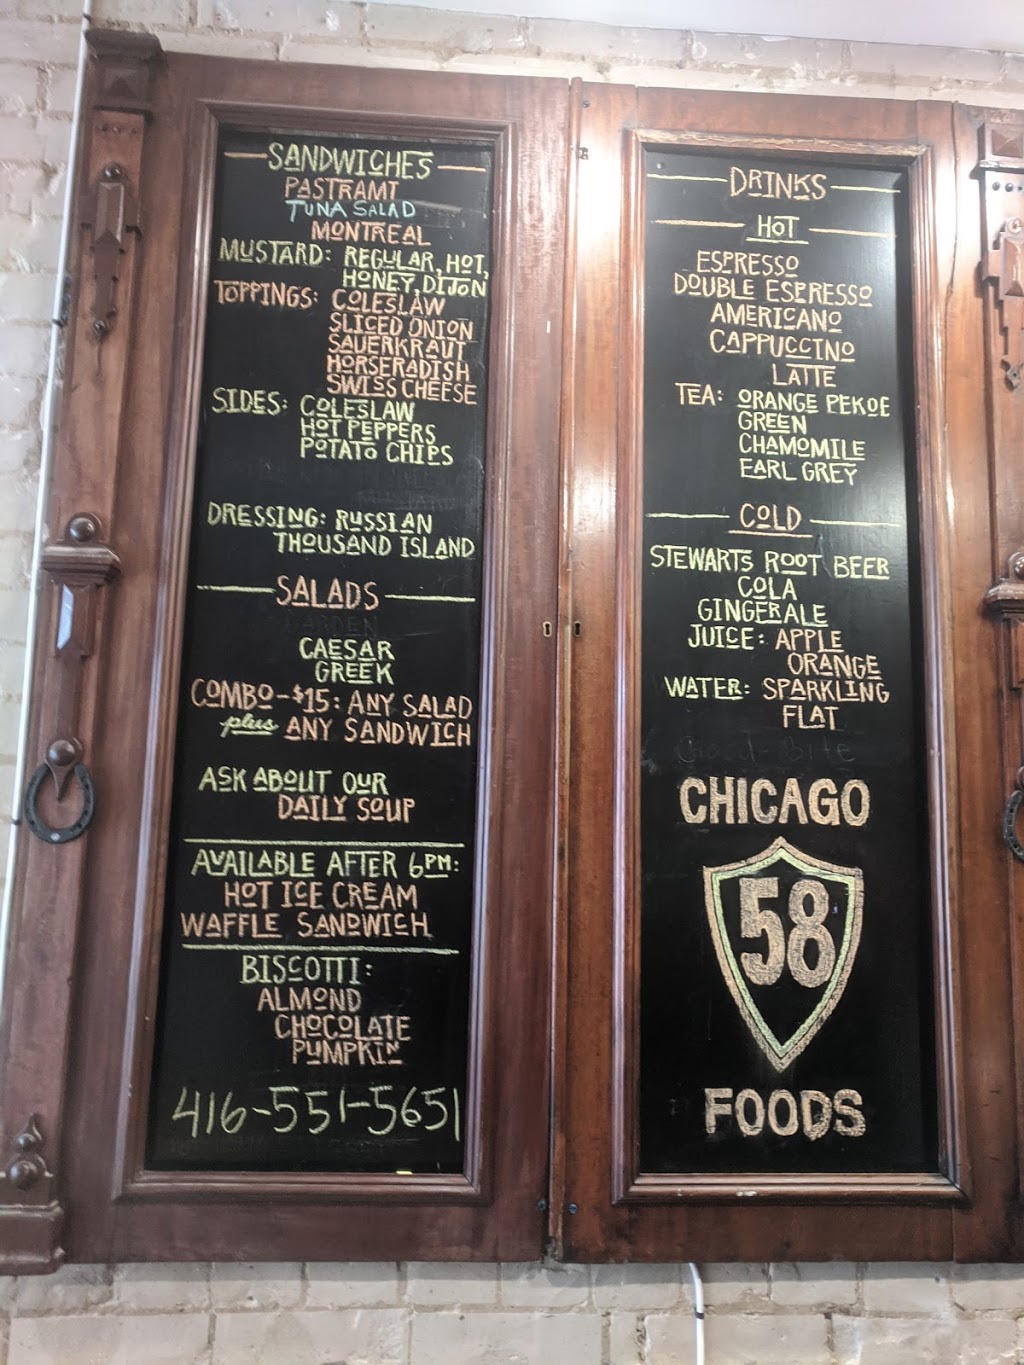 SANDWICHES
PASTRAMI
TUNA SALAD
MONTREAL
MUSTARD: REGULAR, HOT,
HONEY, DIJON
TOPPINGS: COLESLAW
SLICED ONION
SAUERKRAUT
HORSERADISH
SWISS CHEESE
SIDES: COLESLAW
HOT PEPPERS
POTATO CHIPS
DRESSING: RUSSIAN
THOUSAND ISLAND
SALADS
CAESAR
GREEK
COMBO-$15: ANY SALAD
plus ANY SANDWICH
ASK ABOUT OUR
DAILY SOUP
AVAILABLE AFTER 6PM:
HOT ICE CREAM
WAFFLE SANDWICH
BISCOTTI:
ALMOND
CHOCOLATE
PUMPKIN
416-551-5651
DRINKS
HOT
ESPRESSO
DOUBLE ESPRESSO
AMERICANO
CAPPUCCINO
LATTE
TEA: ORANGE PEKOE
GREEN
CHAMOMILE
EARL GREY
COLD
STEWARTS ROOT BEER
COLA
GINGERALE
JUICE: APPLE
ORANGE
WATER: SPARKLING
FLAT
CHICAGO
58
FOODS